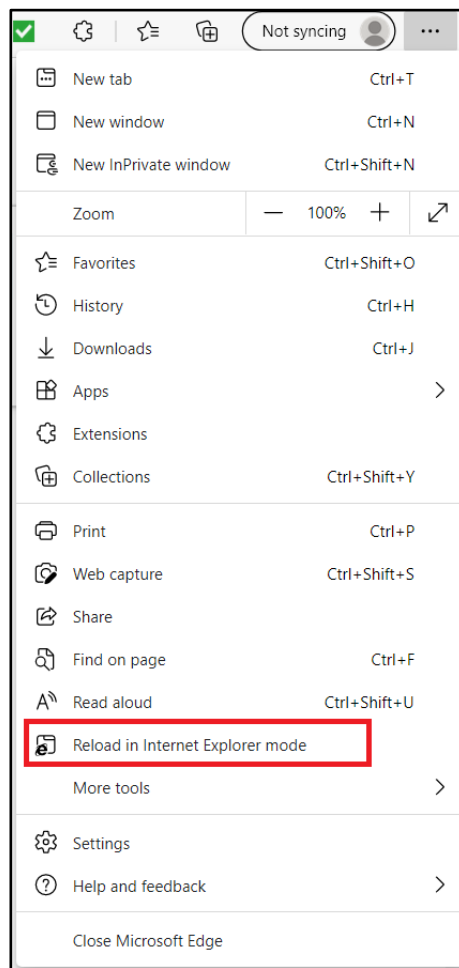 Not syncing
New tab Ctrl+T
New window Ctrl+N
New InPrivate window Ctrl+Shift+N
Zoom 100%
Favorites Ctrl+Shift+O
History Ctrl+H
Downloads Ctrl+J
Apps
Extensions
Collections Ctrl+Shift+Y
Print Ctrl+P
Web capture Ctrl+Shift+S
Share
Find on page Ctrl+F
Read aloud Ctrl+Shift+U
Reload in Internet Explorer mode
More tools
Settings
Help and feedback
Close Microsoft Edge